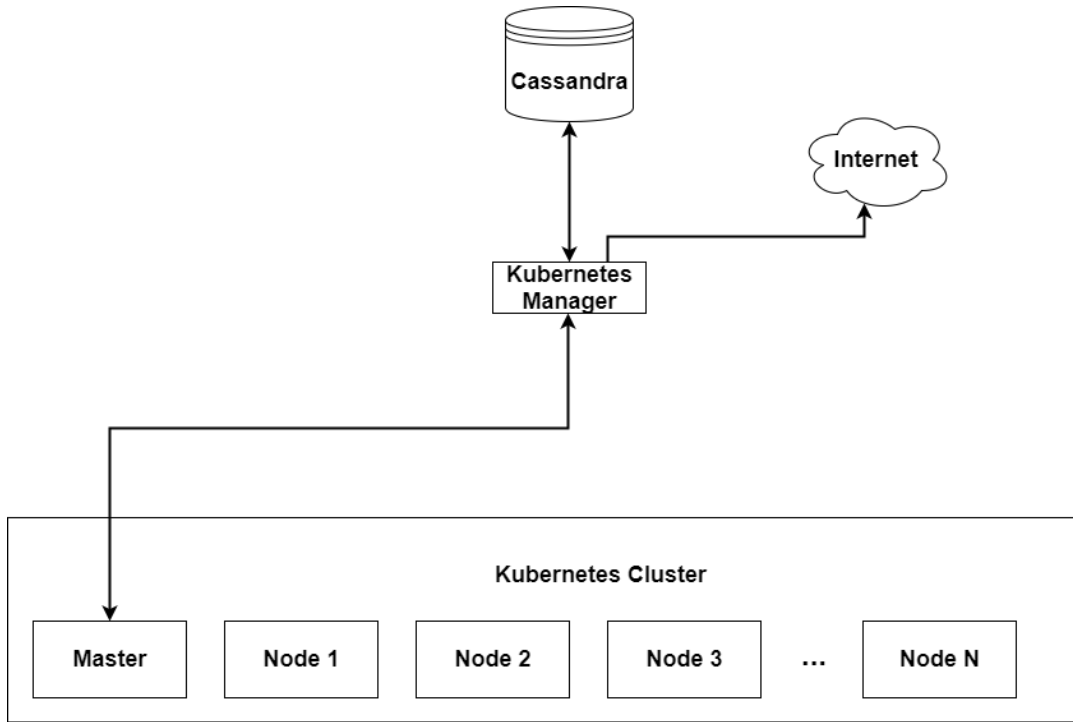 Cassandra
Internet
Kubernetes
Manager
Kubernetes Cluster
Master
Node 1
Node 2
Node 3
...
Node N